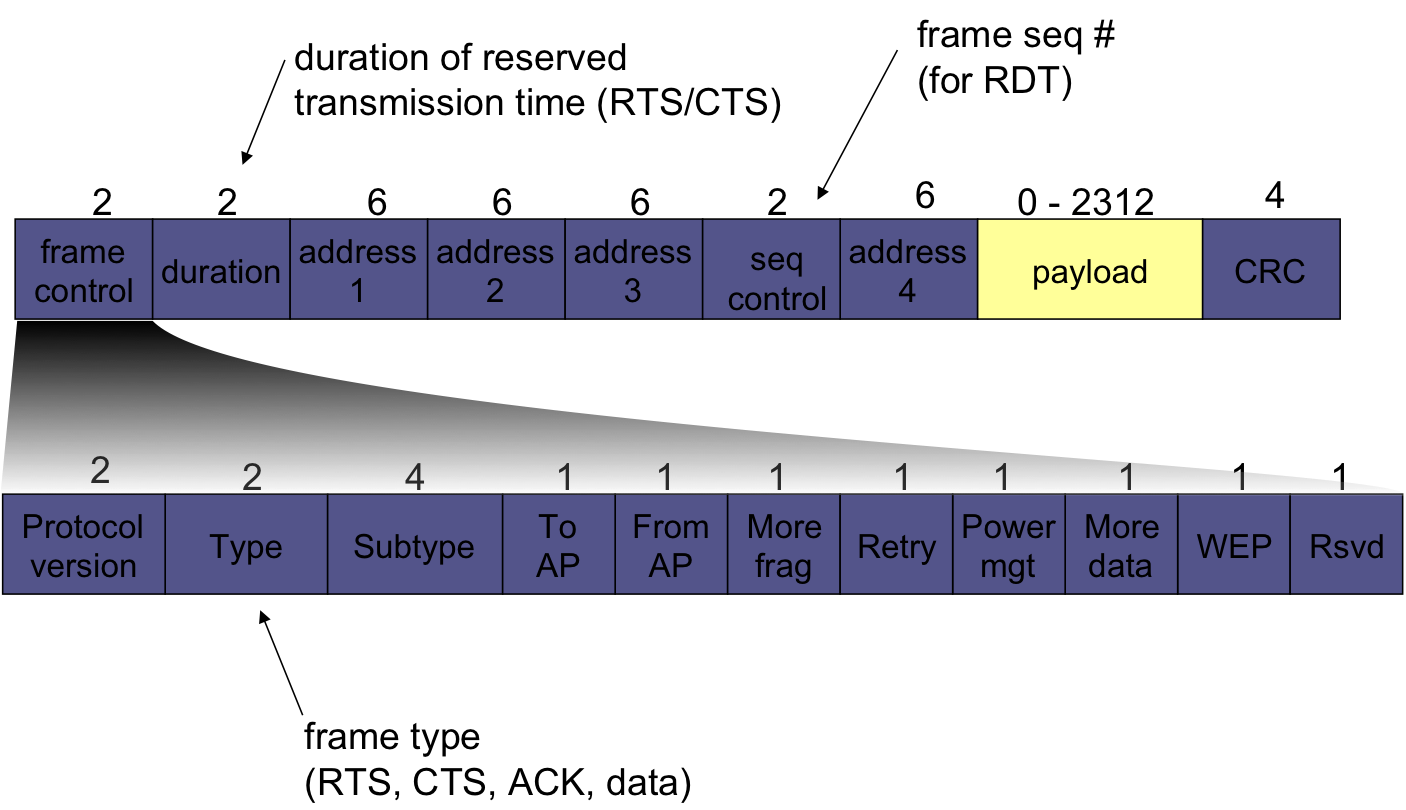 duration of reserved
transmission time (RTS/CTS)
frame seq #
(for RDT)
2 2 6 6 6 2 6 0 - 2312 4
frame
control
duration
address
1
address
2
address
3
seq
control
address
4
payload
CRC
2 2 4 1 1 1 1 1 1 1 1
Protocol
version
Type
Subtype
To
AP
From
AP
More
frag
Retry
Power
mgt
More
data
WEP
Rsvd
frame type
(RTS, CTS, ACK, data)